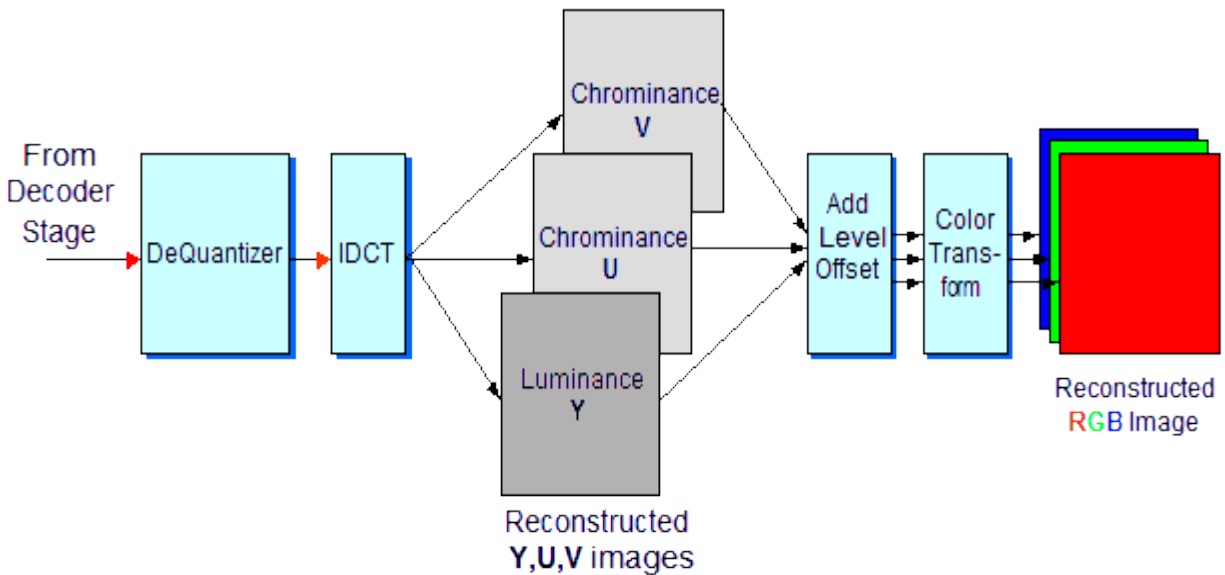 From
Decoder
Stage
DeQuantizer
IDCT
Chrominance
V
Chrominance
U
Luminance
Y
Reconstructed
Y,U,V images
Add
Level
Offset
Color
Trans-
form
Reconstructed
RGB Image